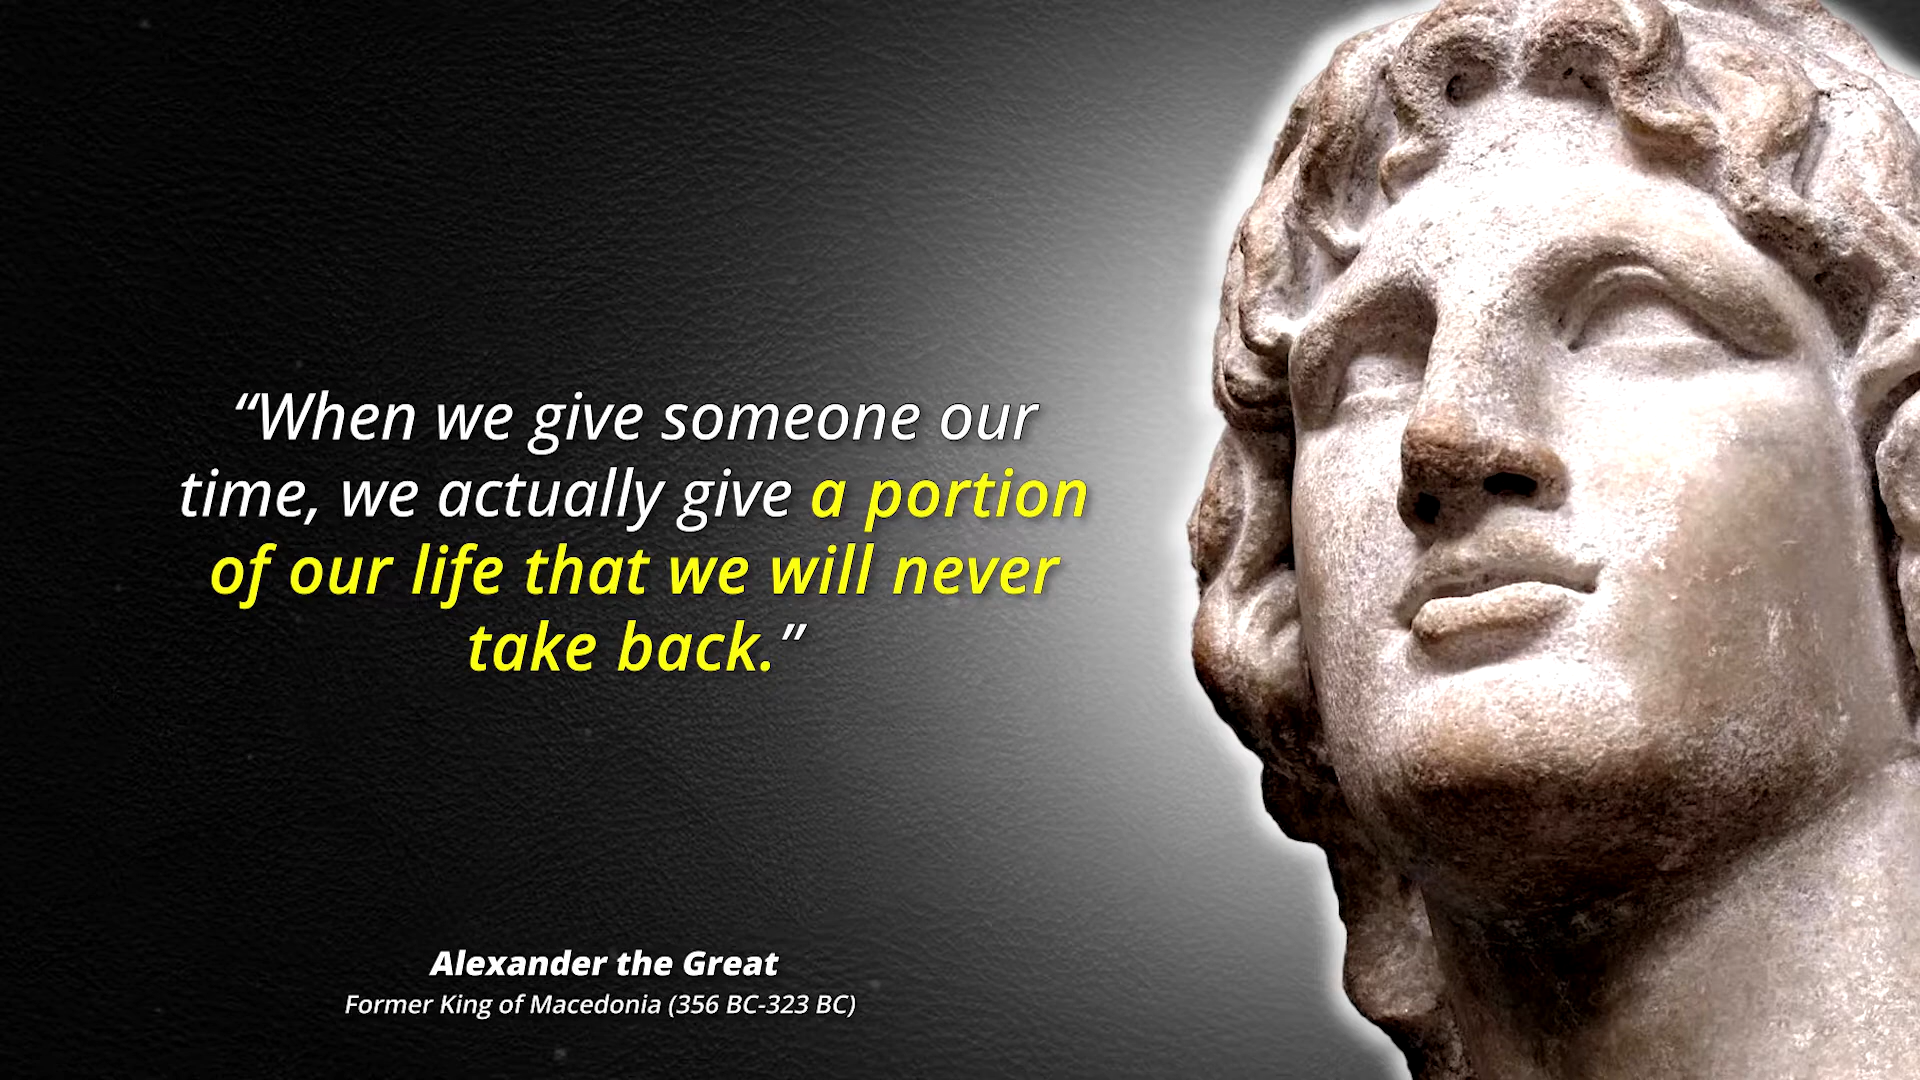 “When we give someone our
time, we actually give a portion
of our life that we will never
take back.”
Alexander the Great
Former King of Macedonia (356 BC-323 BC)